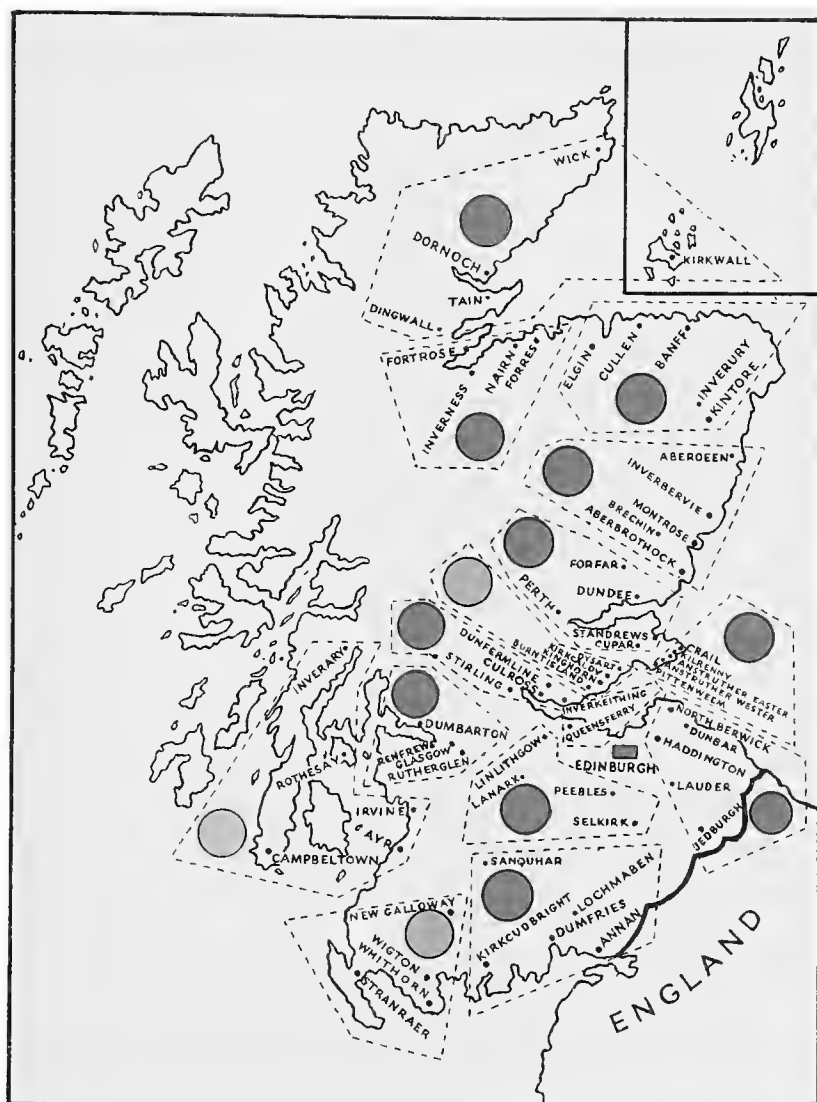 WICK
KIRKWALL
DORNOCH
TAIN
DINGWALL
FORTROSE
INVERNESS
NAIRN
FORRES
ELGIN
CULLEN
BANFF
INVERURY
KINTORE
ABERDEEN
INVERBERVIE
MONTROSE
BRECHIN
ABERBROTHOCK
FORFAR
PERTH
DUNDEE
STANDREWS
CUPAR
CRAIL
KILRENNY
ANSTRUTHER EASTER
ANSTRUTHER WESTER
PITTENWEEM
DYSART
KIRKCALDY
KINGHORN
BURNTISLAND
DUNFERMLINE
CULROSS
STIRLING
INVERKEITHING
QUEENSFERRY
INVERARY
DUMBARTON
RENFREW
GLASGOW
RUTHERGLEN
ROTHESAY
NORTH BERWICK
DUNBAR
HADDINGTON
LINLITHGOW
EDINBURGH
LANARK
PEEBLES
LAUDER
SELKIRK
JEDBURGH
IRVINE
AYR
CAMPBELTOWN
SANQUHAR
LOCHMABEN
KIRKCUDBRIGHT
DUMFRIES
ANNAN
NEW GALLOWAY
WIGTON
WHITHORN
STRANRAER
ENGLAND